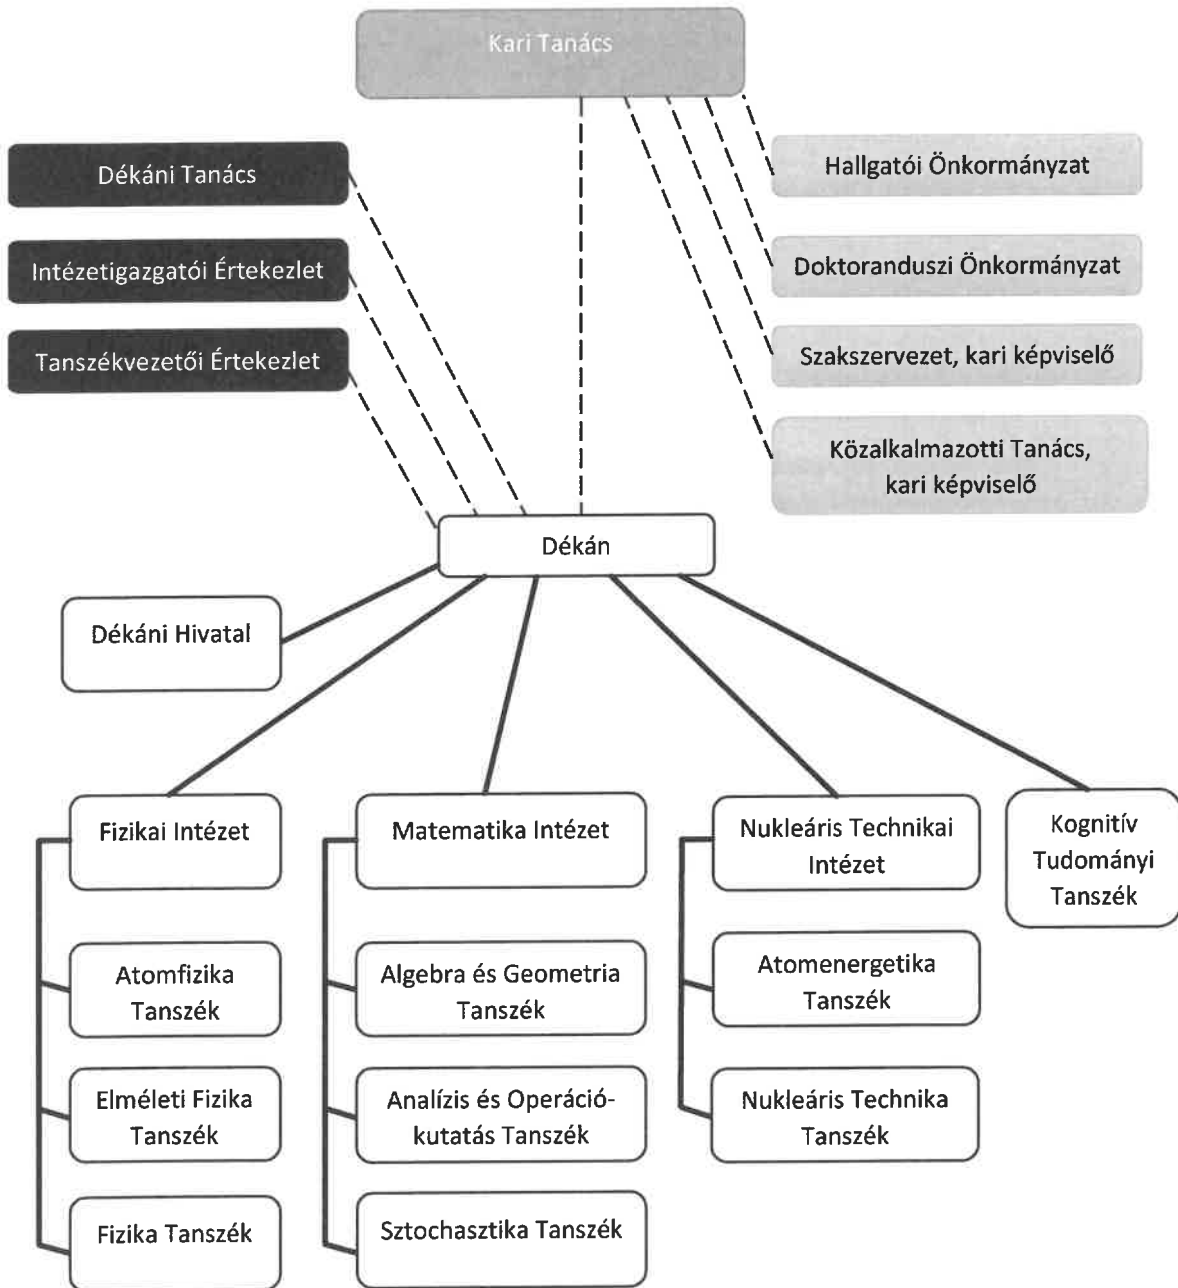 Kari Tanács
Dékáni Tanács
Intézetigazgatói Értekezlet
Tanszékvezetői Értekezlet
Hallgatói Önkormányzat
Doktoranduszi Önkormányzat
Szakszervezet, kari képviselő
Közalkalmazotti Tanács,
kari képviselő
Dékán
Dékáni Hivatal
Fizikai Intézet
Atomfizika
Tanszék
Elméleti Fizika
Tanszék
Fizika Tanszék
Matematika Intézet
Algebra és Geometria
Tanszék
Analízis és Operáció-
kutatás Tanszék
Sztochasztika Tanszék
Nukleáris Technikai
Intézet
Atomenergetika
Tanszék
Nukleáris Technika
Tanszék
Kognitív
Tudományi
Tanszék